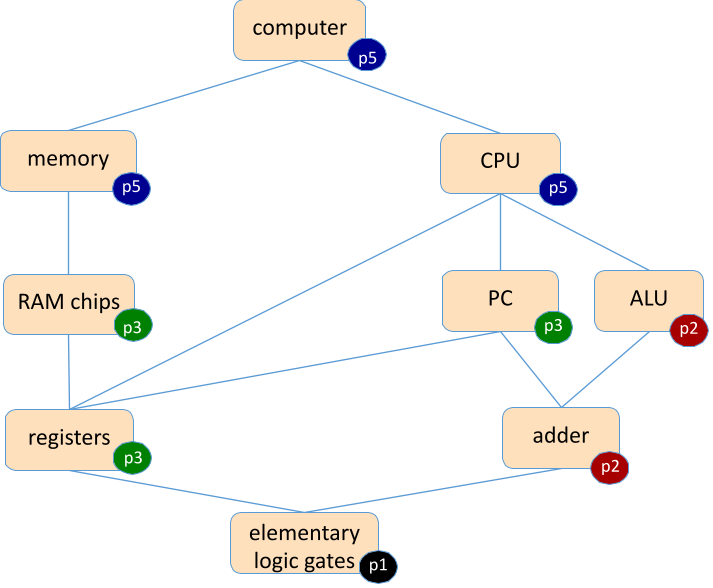 computer
p5
memory
p5
CPU
p5
RAM chips
p3
PC
p3
ALU
p2
registers
p3
adder
p2
elementary
logic gates
p1